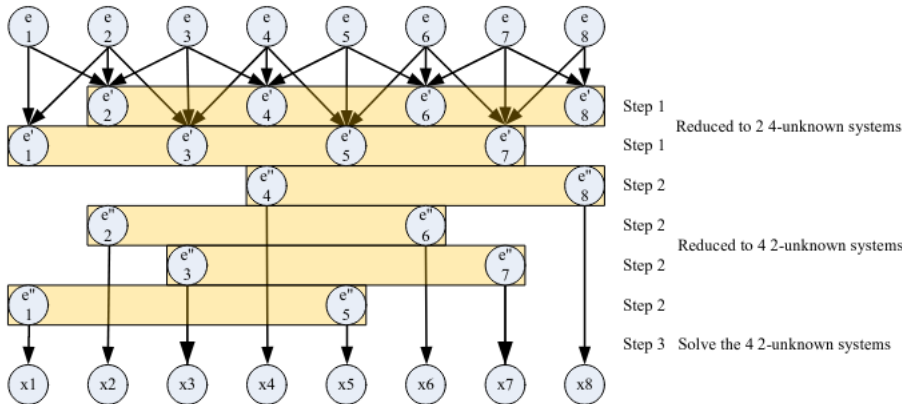 e e e e e e e e
1 2 3 4 5 6 7 8
e' e' e' e' Step 1
2 4 6 8
Reduced to 2 4-unknown systems
e' e' e' e' Step 1
1 3 5 7
e'' e'' Step 2
4 8
e'' e'' Step 2
2 6
Reduced to 4 2-unknown systems
e'' e'' Step 2
3 7
e'' e'' Step 2
1 5
Step 3 Solve the 4 2-unknown systems
x1 x2 x3 x4 x5 x6 x7 x8